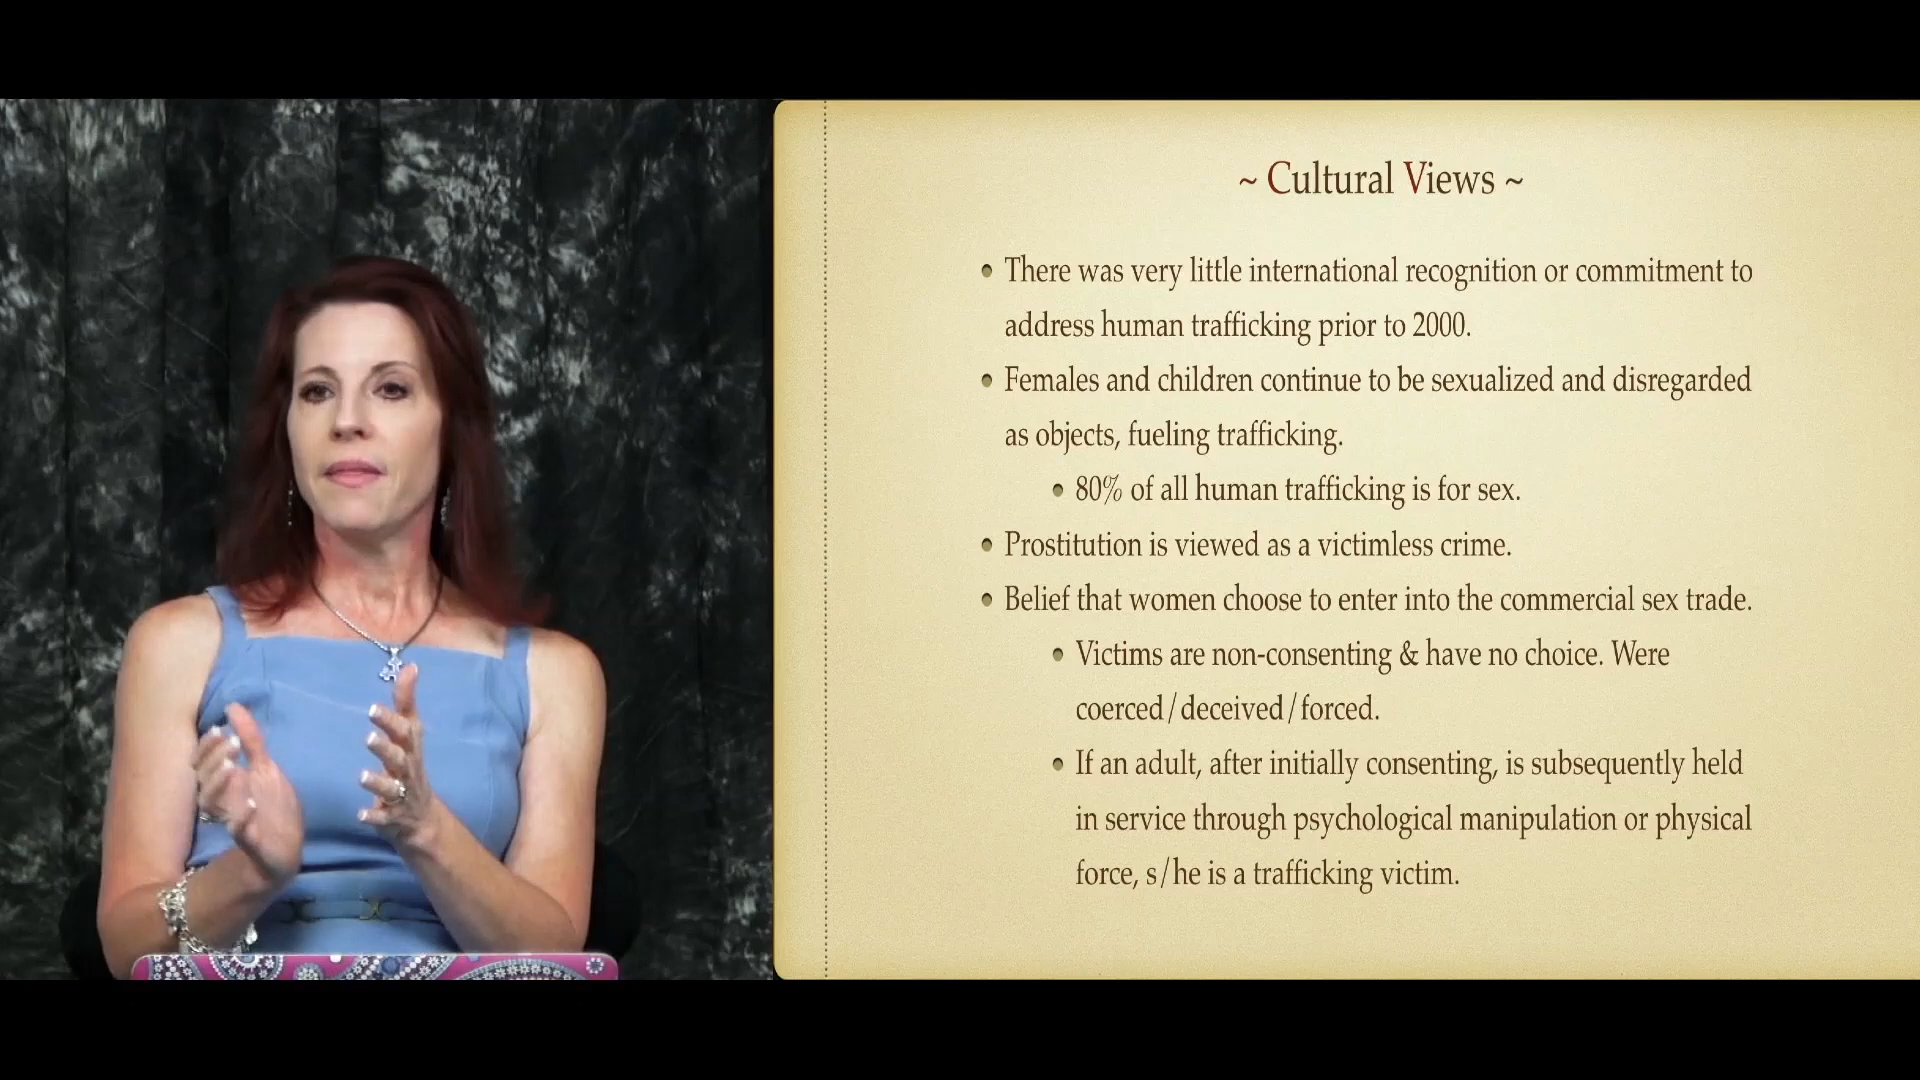 ~ Cultural Views ~
• There was very little international recognition or commitment to
address human trafficking prior to 2000.
• Females and children continue to be sexualized and disregarded
as objects, fueling trafficking.
• 80% of all human trafficking is for sex.
• Prostitution is viewed as a victimless crime.
• Belief that women choose to enter into the commercial sex trade.
• Victims are non-consenting & have no choice. Were
coerced/deceived/forced.
• If an adult, after initially consenting, is subsequently held
in service through psychological manipulation or physical
force, s/he is a trafficking victim.